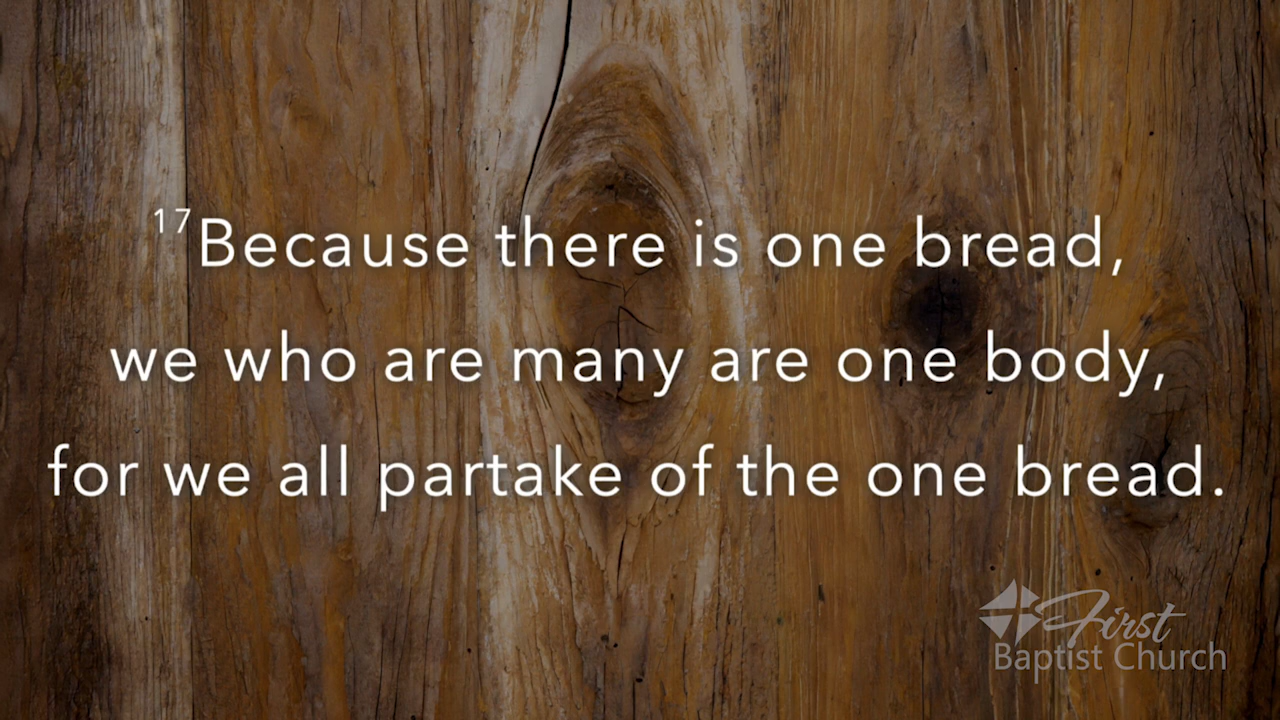 17Because there is one bread,
we who are many are one body,
for we all partake of the one bread.
First
Baptist Church